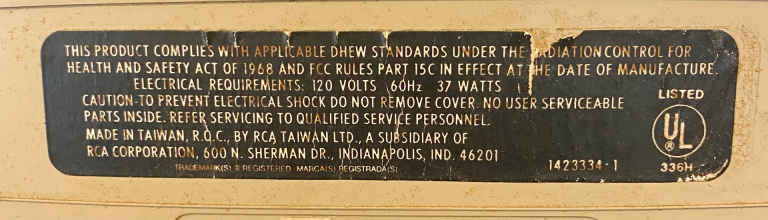 THIS PRODUCT COMPLIES WITH APPLICABLE DHEW STANDARDS UNDER THE RADIATION CONTROL FOR
HEALTH AND SAFETY ACT OF 1968 AND FCC RULES PART 15C IN EFFECT AT THE DATE OF MANUFACTURE.
ELECTRICAL REQUIREMENTS: 120 VOLTS 60Hz 37 WATTS
CAUTION-TO PREVENT ELECTRICAL SHOCK DO NOT REMOVE COVER. NO USER SERVICEABLE
PARTS INSIDE. REFER SERVICING TO QUALIFIED SERVICE PERSONNEL.
MADE IN TAIWAN, R.O.C., BY RCA TAIWAN LTD., A SUBSIDIARY OF
RCA CORPORATION, 600 N. SHERMAN DR., INDIANAPOLIS, IND. 46201
TRADEMARK(S) ® REGISTERED MARCA(S) REGISTRADA(S)
1423334-1
LISTED
UL
®
336H